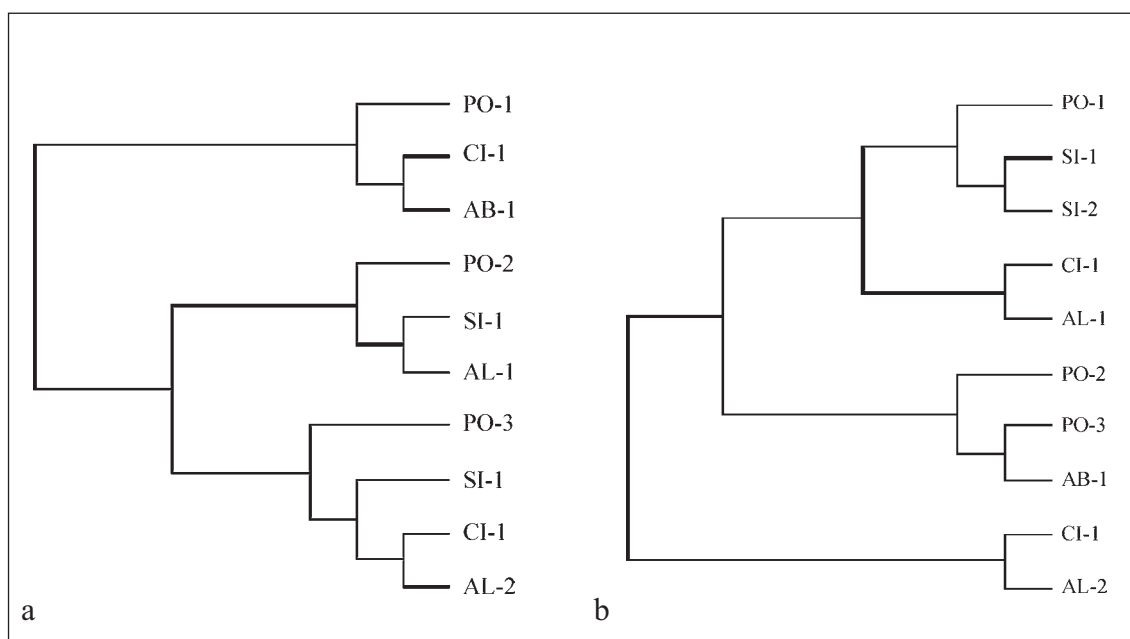 PO-1
CI-1
AB-1
PO-2
SI-1
AL-1
PO-3
SI-1
CI-1
AL-2
a
PO-1
SI-1
SI-2
CI-1
AL-1
PO-2
PO-3
AB-1
CI-1
AL-2
b